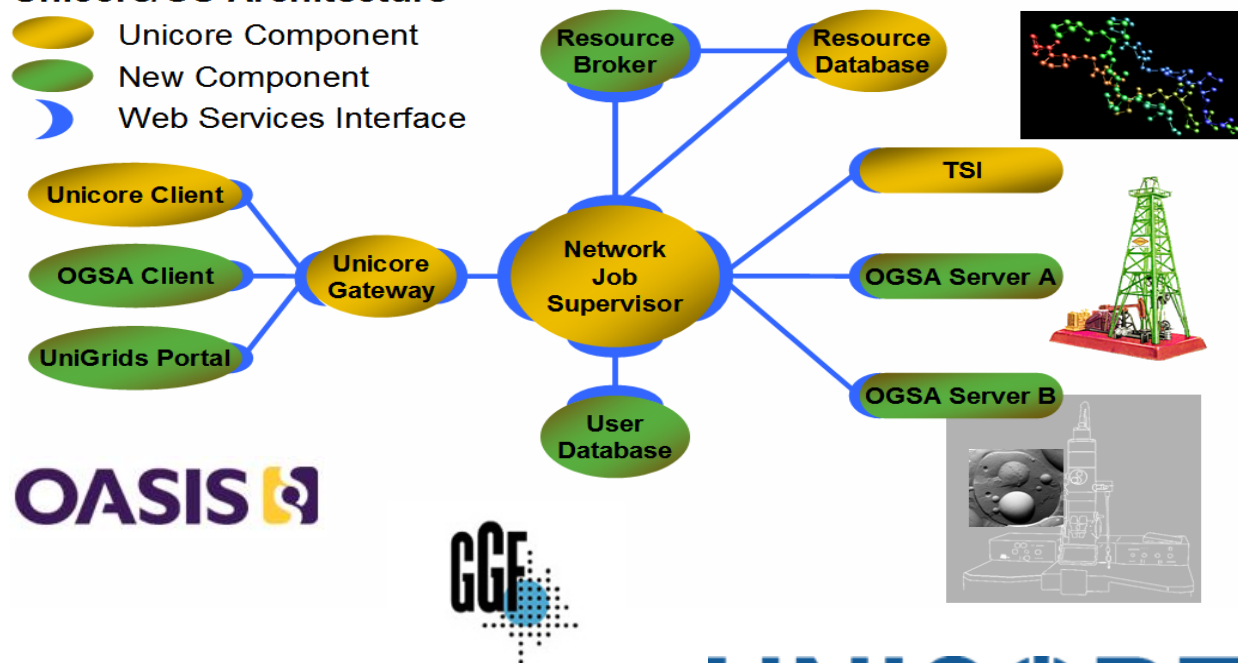 Unicore Component
New Component
Web Services Interface
Resource
Broker
Resource
Database
Unicore Client
OGSA Client
UniGrids Portal
Unicore
Gateway
Network
Job
Supervisor
TSI
OGSA Server A
OGSA Server B
User
Database
OASIS
GGF